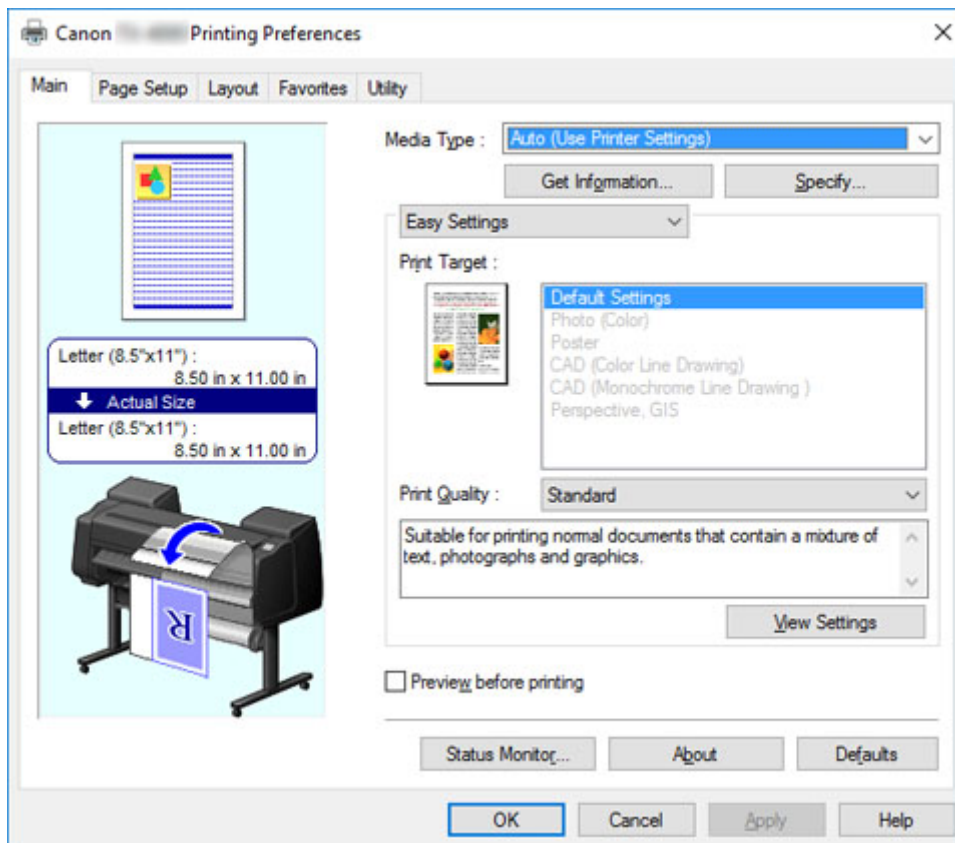 Canon Printing Preferences
Main Page Setup Layout Favorites Utility
Media Type : Auto (Use Printer Settings)
Get Information... Specify...
Easy Settings
Print Target :
Default Settings
Photo (Color)
Poster
CAD (Color Line Drawing)
CAD (Monochrome Line Drawing )
Perspective, GIS
Letter (8.5"x11") :
8.50 in x 11.00 in
Actual Size
Letter (8.5"x11") :
8.50 in x 11.00 in
R
Print Quality : Standard
Suitable for printing normal documents that contain a mixture of
text, photographs and graphics.
View Settings
Preview before printing
Status Monitor... About Defaults
OK Cancel Apply Help